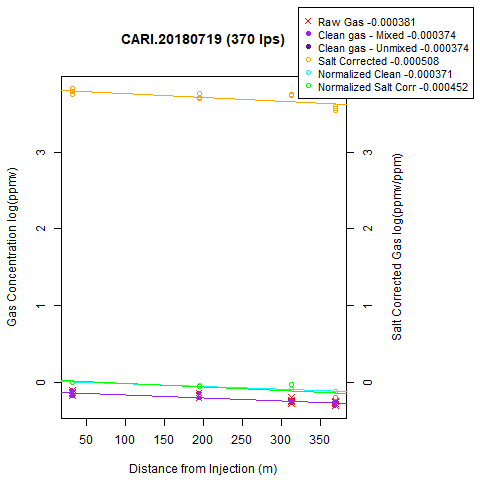 CARI.20180719 (370 lps)
Raw Gas -0.000381
Clean gas - Mixed -0.000374
Clean gas - Unmixed -0.000374
Salt Corrected -0.000508
Normalized Clean -0.000371
Normalized Salt Corr -0.000452
Gas Concentration log(ppmv)
3
2
1
0
3
2
1
0
Salt Corrected Gas log(ppmv/ppm)
50 100 150 200 250 300 350
Distance from Injection (m)